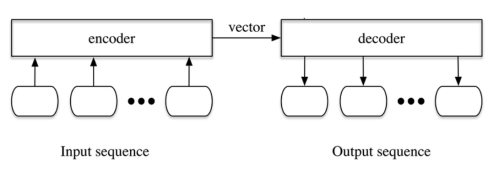 encoder
vector
decoder
Input sequence
Output sequence